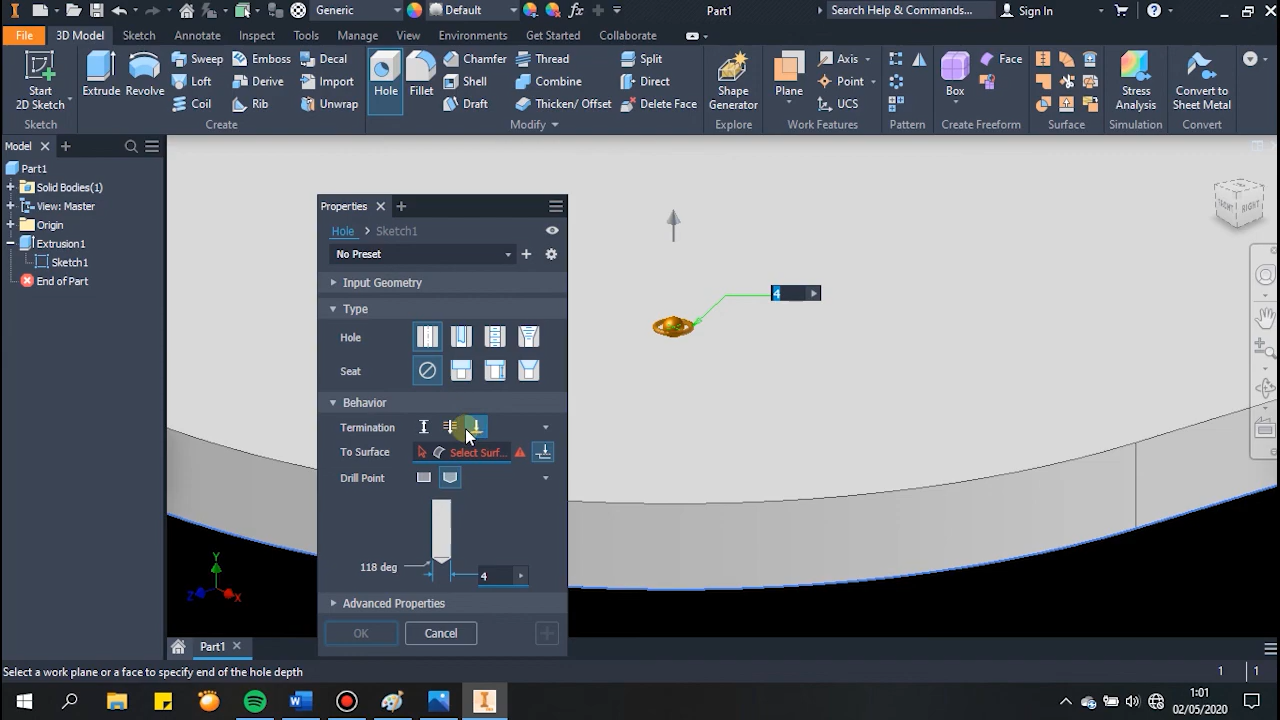 Generic
Default
Part1
Search Help & Commands...
Sign In
File
3D Model
Sketch
Annotate
Inspect
Tools
Manage
View
Environments
Get Started
Collaborate
Start
2D Sketch
Extrude
Revolve
Sweep
Emboss
Decal
Loft
Derive
Import
Coil
Rib
Unwrap
Hole
Fillet
Chamfer
Thread
Split
Shell
Combine
Direct
Draft
Thicken/ Offset
Delete Face
Shape
Generator
Plane
Axis
Point
UCS
Box
Face
Stress
Analysis
Convert to
Sheet Metal
Sketch
Create
Modify
Explore
Work Features
Pattern
Create Freeform
Surface
Simulation
Convert
Model
Part1
Solid Bodies(1)
View: Master
Origin
Extrusion1
Sketch1
End of Part
Properties
Hole
Sketch1
No Preset
Input Geometry
Type
Hole
Seat
Behavior
Termination
To Surface
Select Surf...
Drill Point
118 deg
4
Advanced Properties
OK
Cancel
4
FRONT
RIGHT
Y
Z
X
Part1
Select a work plane or a face to specify end of the hole depth
1
1
1:01
02/05/2020